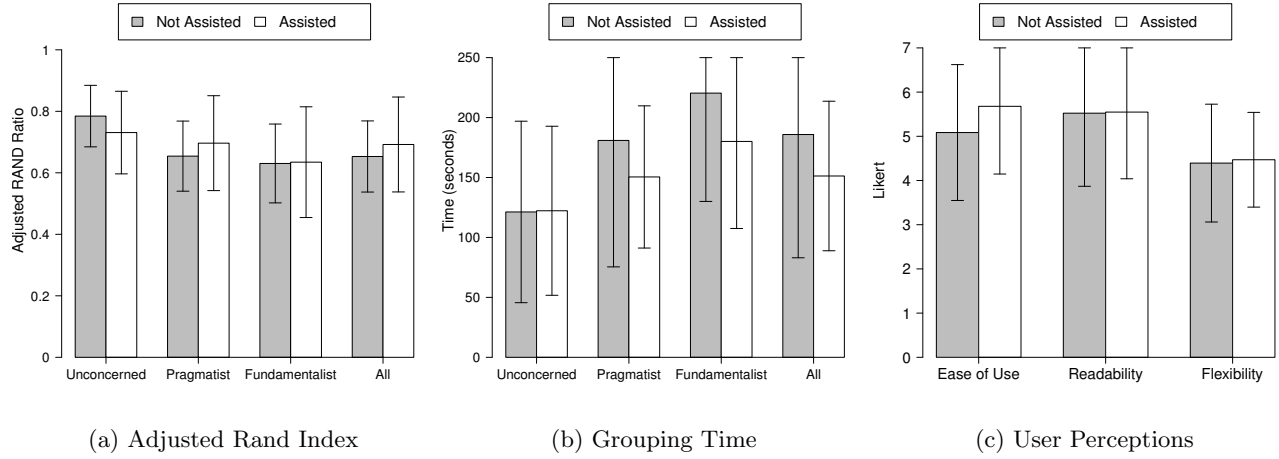 Not Assisted Assisted
Adjusted RAND Ratio
1
0.8
0.6
0.4
0.2
0
Unconcerned Pragmatist Fundamentalist All
(a) Adjusted Rand Index
Not Assisted Assisted
Time (seconds)
250
200
150
100
50
0
Unconcerned Pragmatist Fundamentalist All
(b) Grouping Time
Not Assisted Assisted
Likert
7
6
5
4
3
2
1
0
Ease of Use Readability Flexibility
(c) User Perceptions